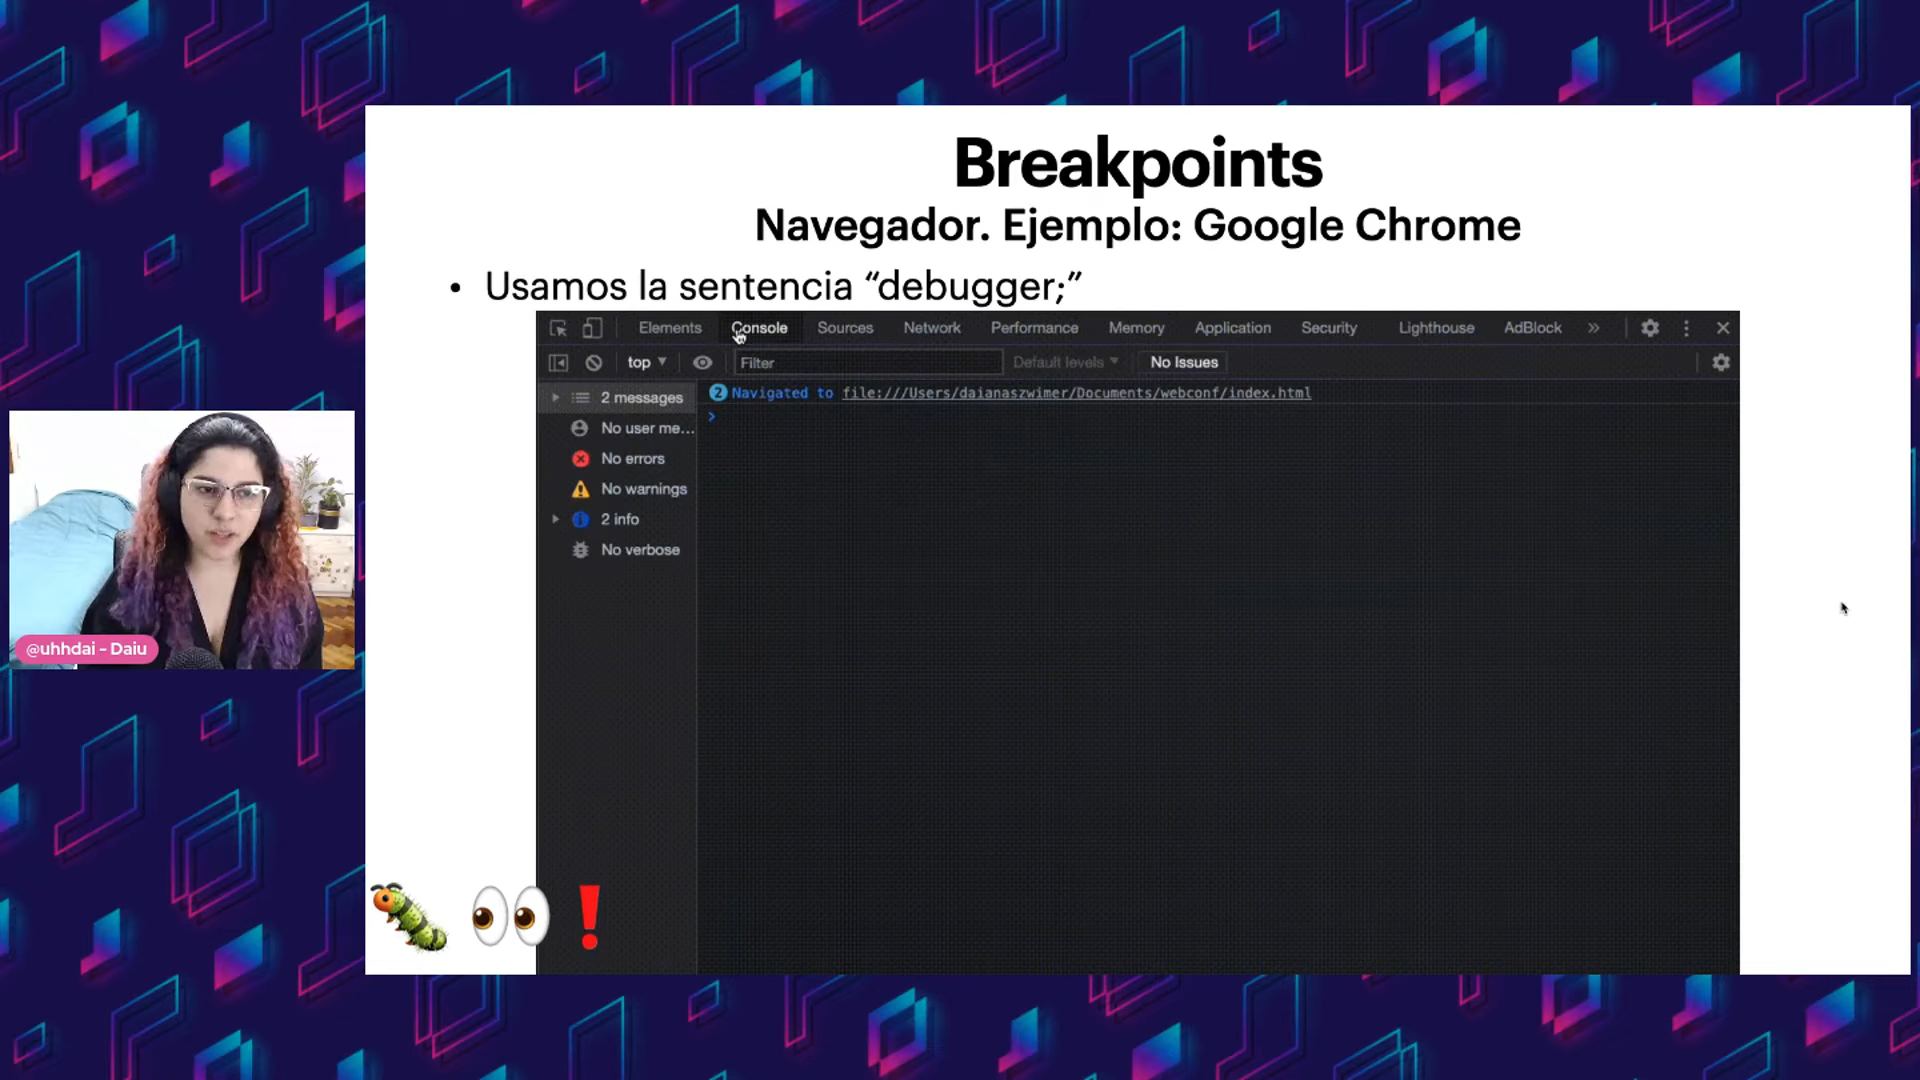 Breakpoints
Navegador. Ejemplo: Google Chrome
• Usamos la sentencia “debugger;”
Elements Console Sources Network Performance Memory Application Security Lighthouse AdBlock »
top ▼ Filter Default levels ▼ No Issues
2 messages
2 Navigated to file:///Users/daianaszwimer/Documents/webconf/index.html
>
No user me...
No errors
No warnings
2 info
No verbose
@uhhdai - Daiu